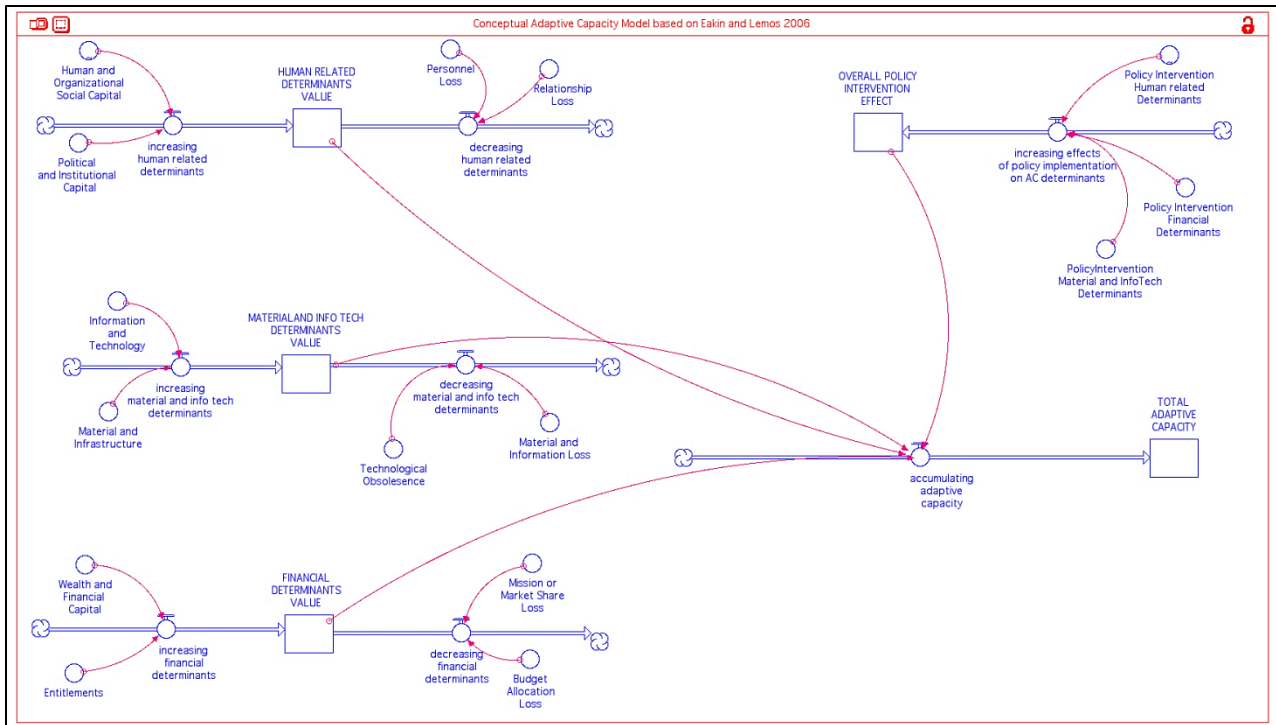 Conceptual Adaptive Capacity Model based on Eakin and Lemos 2006
Human and
Organizational
Social Capital
HUMAN RELATED
DETERMINANTS
VALUE
Personnel
Loss
Relationship
Loss
Political
and Institutional
Capital
increasing
human related
determinants
decreasing
human related
determinants
OVERALL POLICY
INTERVENTION
EFFECT
Policy Intervention
Human related
Determinants
increasing effects
of policy implementation
on AC determinants
Policy Intervention
Financial
Determinants
PolicyIntervention
Material and InfoTech
Determinants
Information
and
Technology
MATERIALAND INFO TECH
DETERMINANTS
VALUE
increasing
material and info tech
determinants
decreasing
material and info tech
determinants
Material and
Infrastructure
Technological
Obsolesence
Material and
Information Loss
TOTAL
ADAPTIVE
CAPACITY
accumulating
adaptive
capacity
Wealth and
Financial
Capital
FINANCIAL
DETERMINANTS
VALUE
Mission or
Market Share
Loss
Entitlements
increasing
financial
determinants
decreasing
financial
determinants
Budget
Allocation
Loss